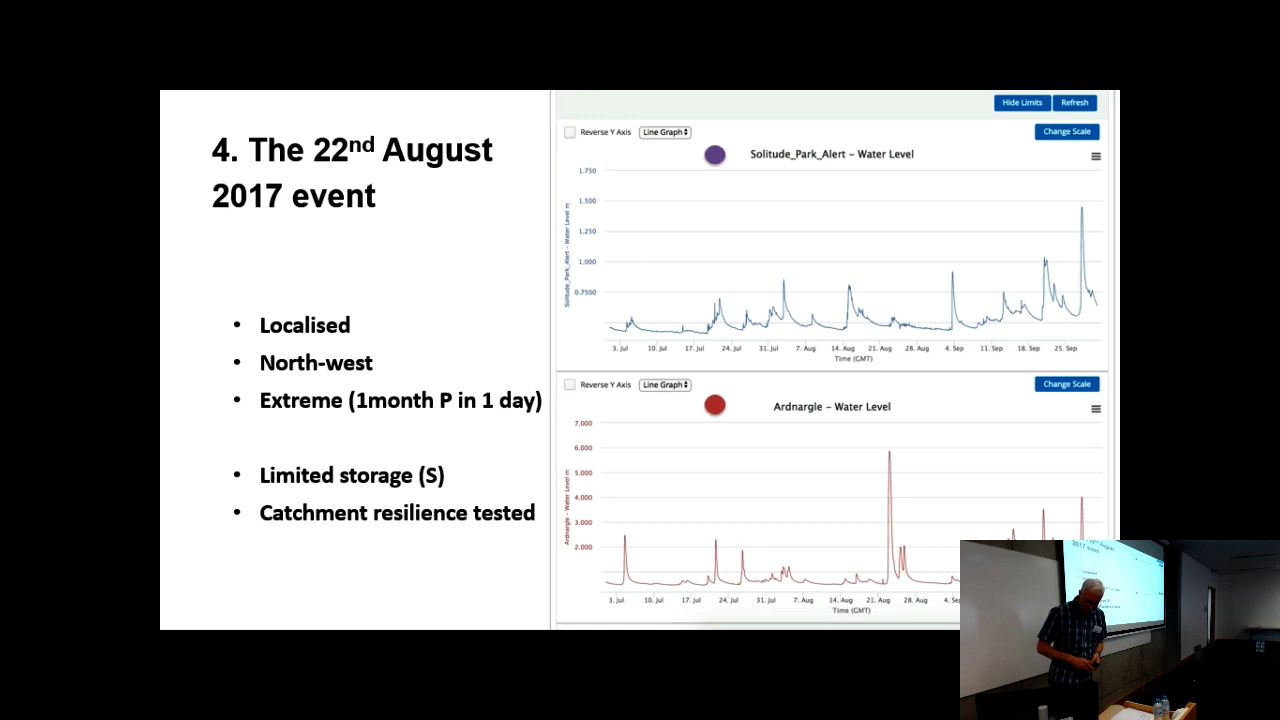 4. The 22nd August
2017 event
• Localised
• North-west
• Extreme (1month P in 1 day)
• Limited storage (S)
• Catchment resilience tested
Hide Limits Refresh
Reverse Y Axis Line Graph Change Scale
Solitude_Park_Alert – Water Level
Solitude_Park_Alert – Water Level m
1.750
1.500
1.250
1.000
0.7500
3. Jul 10. Jul 17. Jul 24. Jul 31. Jul 7. Aug 14. Aug 21. Aug 28. Aug 4. Sep 11. Sep 18. Sep 25. Sep
Time (GMT)
Reverse Y Axis Line Graph Change Scale
Ardnargle – Water Level
Ardnargle – Water Level m
7.000
6.000
5.000
4.000
3.000
2.000
3. Jul 10. Jul 17. Jul 24. Jul 31. Jul 7. Aug 14. Aug 21. Aug 28. Aug
Time (GMT)
2017 event